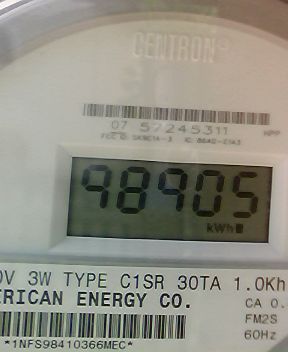 CENTRON®
07 57245311 HPP
98905
kWh
0V 3W TYPE C1SR 30TA 1.0Kh
ERICAN ENERGY CO.
CA 0.
FM2S
60Hz
*1NFS98410366MEC*